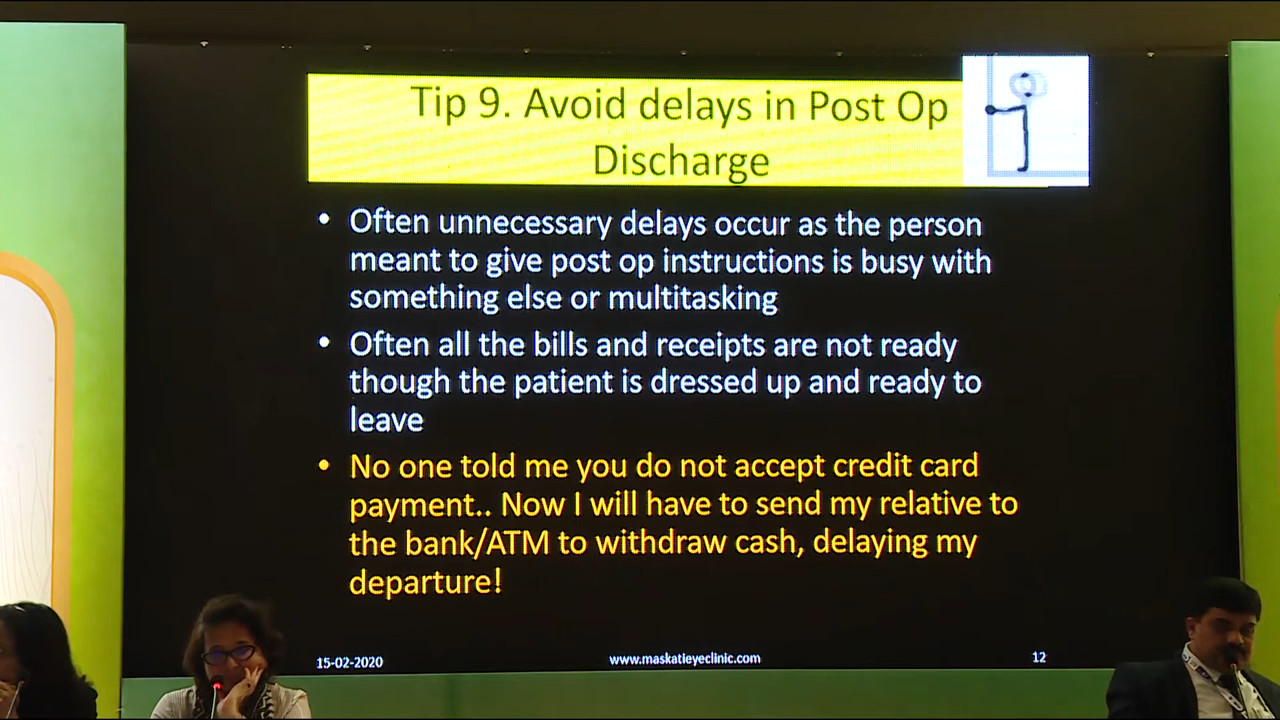 Tip 9. Avoid delays in Post Op
Discharge
• Often unnecessary delays occur as the person
meant to give post op instructions is busy with
something else or multitasking
• Often all the bills and receipts are not ready
though the patient is dressed up and ready to
leave
• No one told me you do not accept credit card
payment.. Now I will have to send my relative to
the bank/ATM to withdraw cash, delaying my
departure!
15-02-2020
www.maskatieyeclinic.com
12